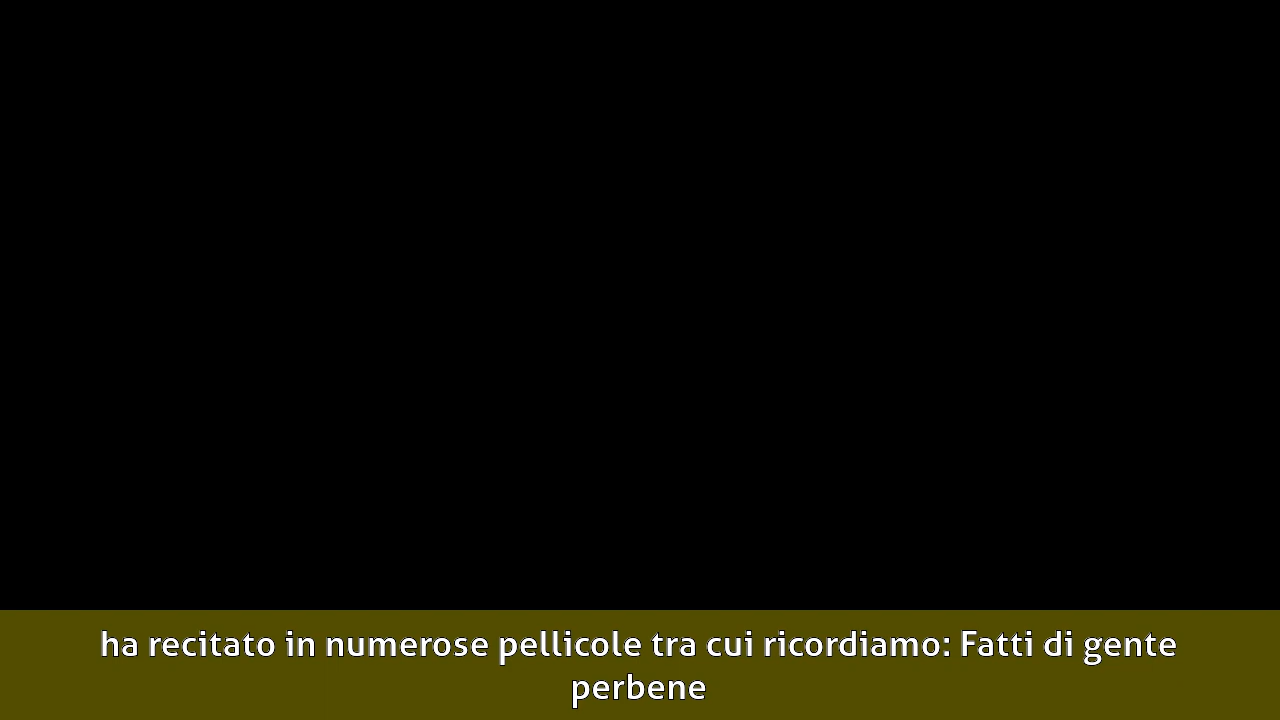 ha recitato in numerose pellicole tra cui ricordiamo: Fatti di gente
perbene